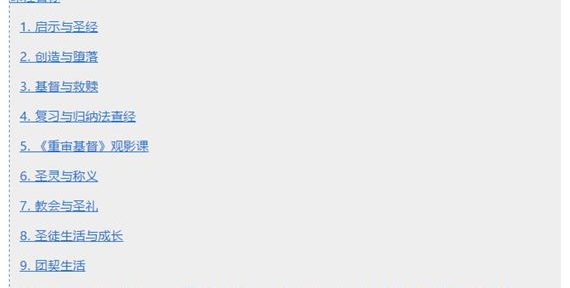 1. 启示与圣经
2. 创造与堕落
3. 基督与救赎
4. 复习与归纳法查经
5. 《重审基督》观影课
6. 圣灵与称义
7. 教会与圣礼
8. 圣徒生活与成长
9. 团契生活